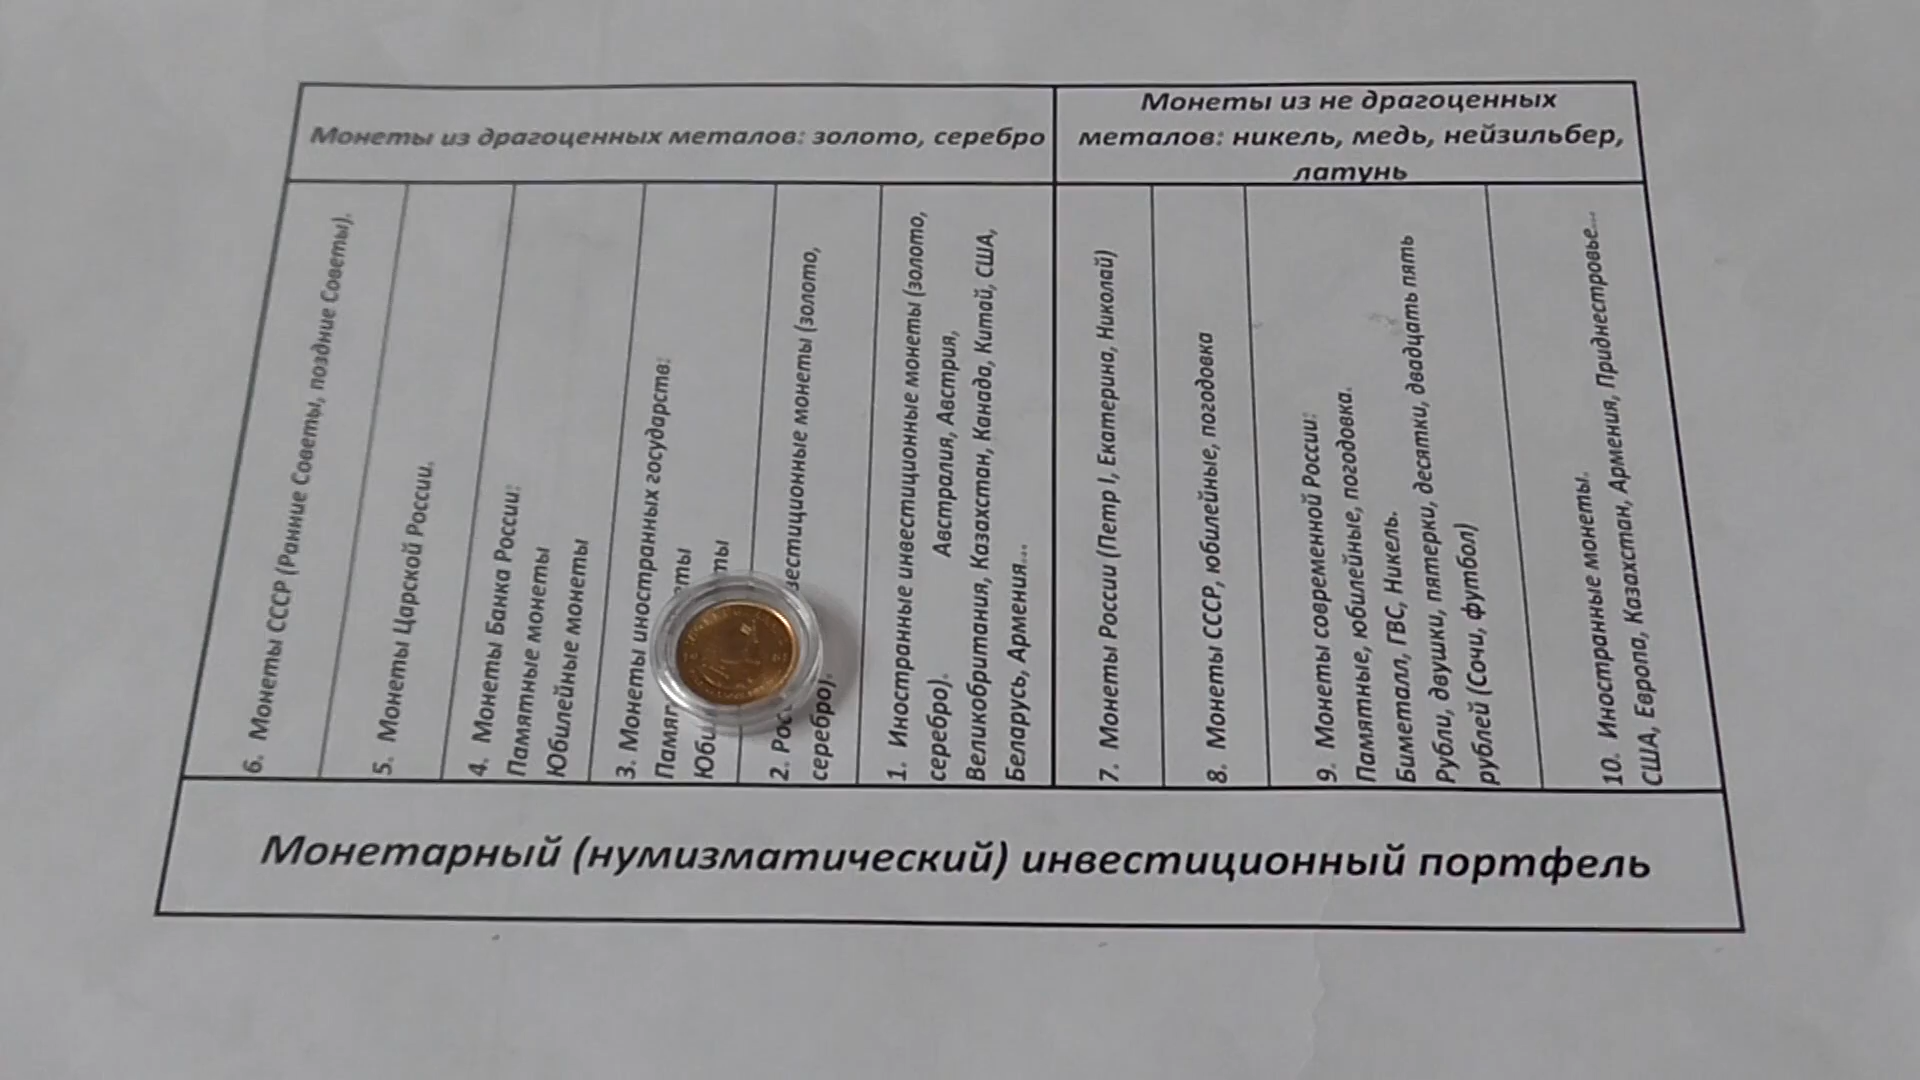 Монеты из драгоценных металов: золото, серебро
Монеты из не драгоценных
металов: никель, медь, нейзильбер,
латунь
6. Монеты СССР (Ранние Советы, поздние Советы).
5. Монеты Царской России.
4. Монеты Банка России:
Памятные монеты
Юбилейные монеты
3. Монеты иностранных государств:
2.
(золото,
серебро).
1. Иностранные инвестиционные монеты (золото,
серебро). Австралия, Австрия,
Великобритания, Казахстан, Канада, Китай, США,
Беларусь, Армения...
7. Монеты России (Петр I, Екатерина, Николай)
8. Монеты СССР, юбилейные, погодовка
9. Монеты современной России:
Памятные, юбилейные, погодовка.
Биметалл, ГВС, Никель.
Рубли, двушки, пятерки, десятки, двадцать пять
рублей (Сочи, футбол)
10. Иностранные монеты.
США, Европа, Казахстан, Армения, Приднестровье...
Монетарный (нумизматический) инвестиционный портфель